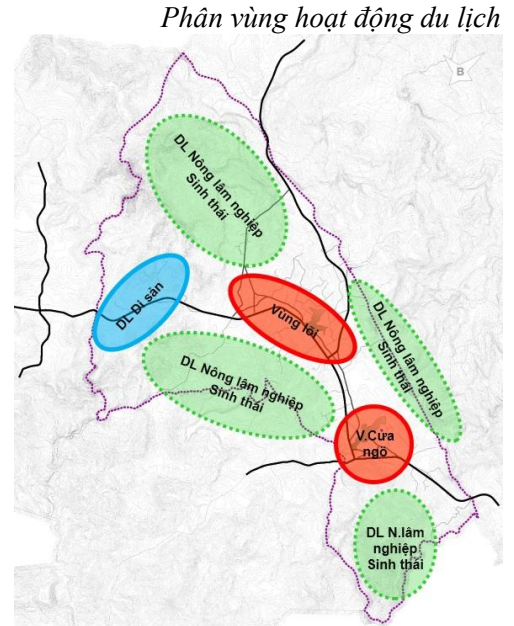 Phân vùng hoạt động du lịch
B
DL Nông lâm nghiệp
Sinh thái
DL Di sản
Vùng lõi
DL Nông lâm nghiệp
Sinh thái
DL Nông lâm nghiệp
Sinh thái
V.Cửa
ngõ
DL N.lâm
nghiệp
Sinh thái